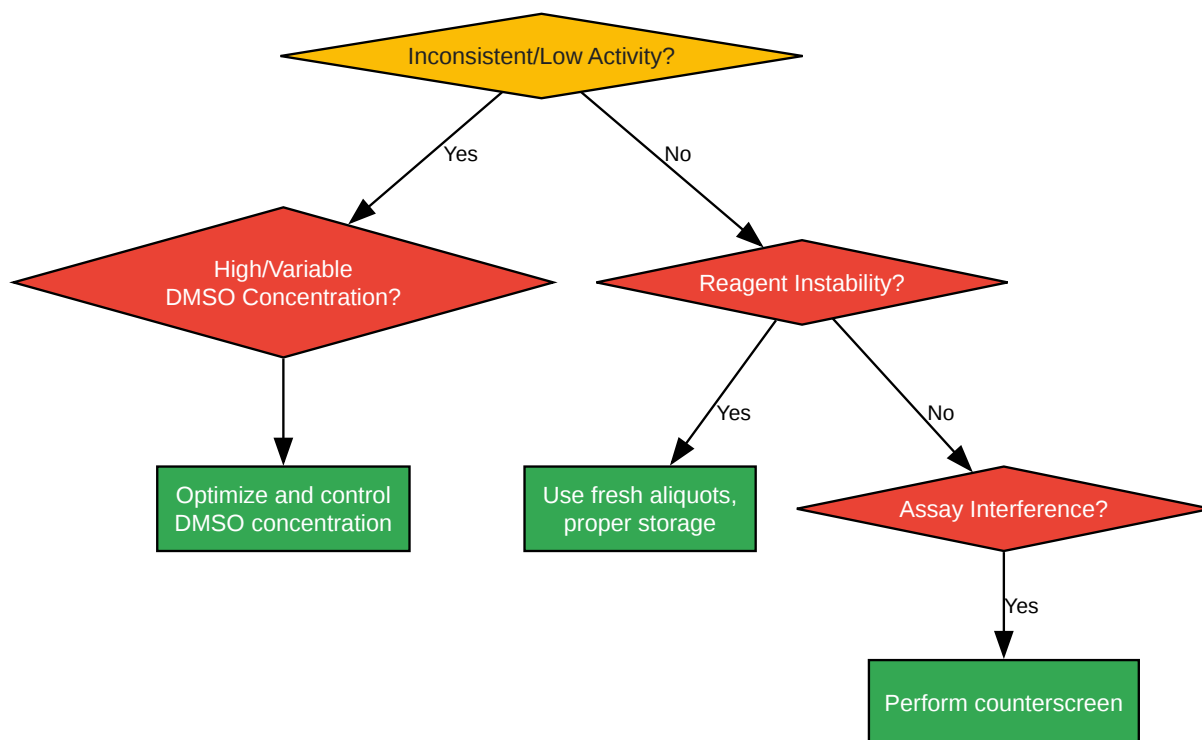 Inconsistent/Low Activity?
Yes
No
High/Variable
DMSO Concentration?
Reagent Instability?
Yes
No
Optimize and control
DMSO concentration
Use fresh aliquots,
proper storage
Assay Interference?
Yes
Perform counterscreen